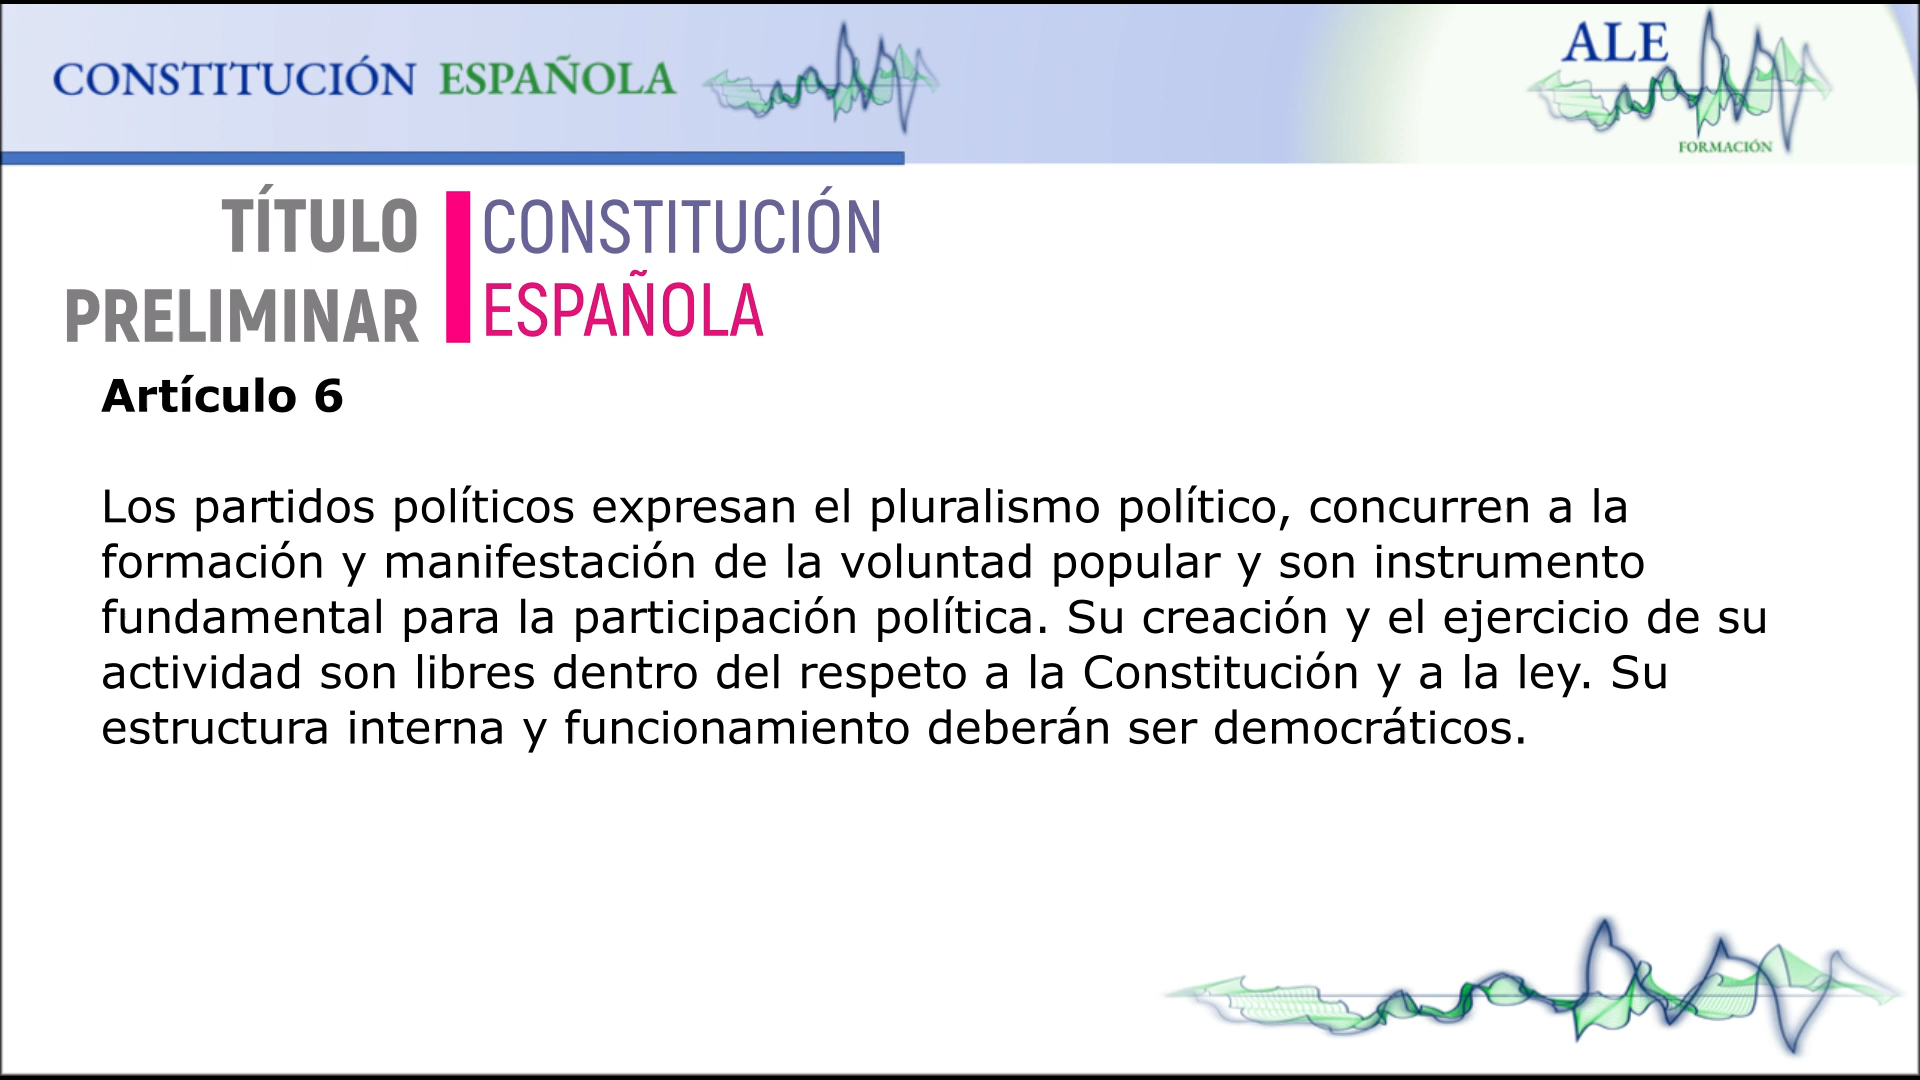 CONSTITUCIÓN ESPAÑOLA
ALE
FORMACIÓN
TÍTULO
PRELIMINAR
CONSTITUCIÓN
ESPAÑOLA
Artículo 6
Los partidos políticos expresan el pluralismo político, concurren a la
formación y manifestación de la voluntad popular y son instrumento
fundamental para la participación política. Su creación y el ejercicio de su
actividad son libres dentro del respeto a la Constitución y a la ley. Su
estructura interna y funcionamiento deberán ser democráticos.